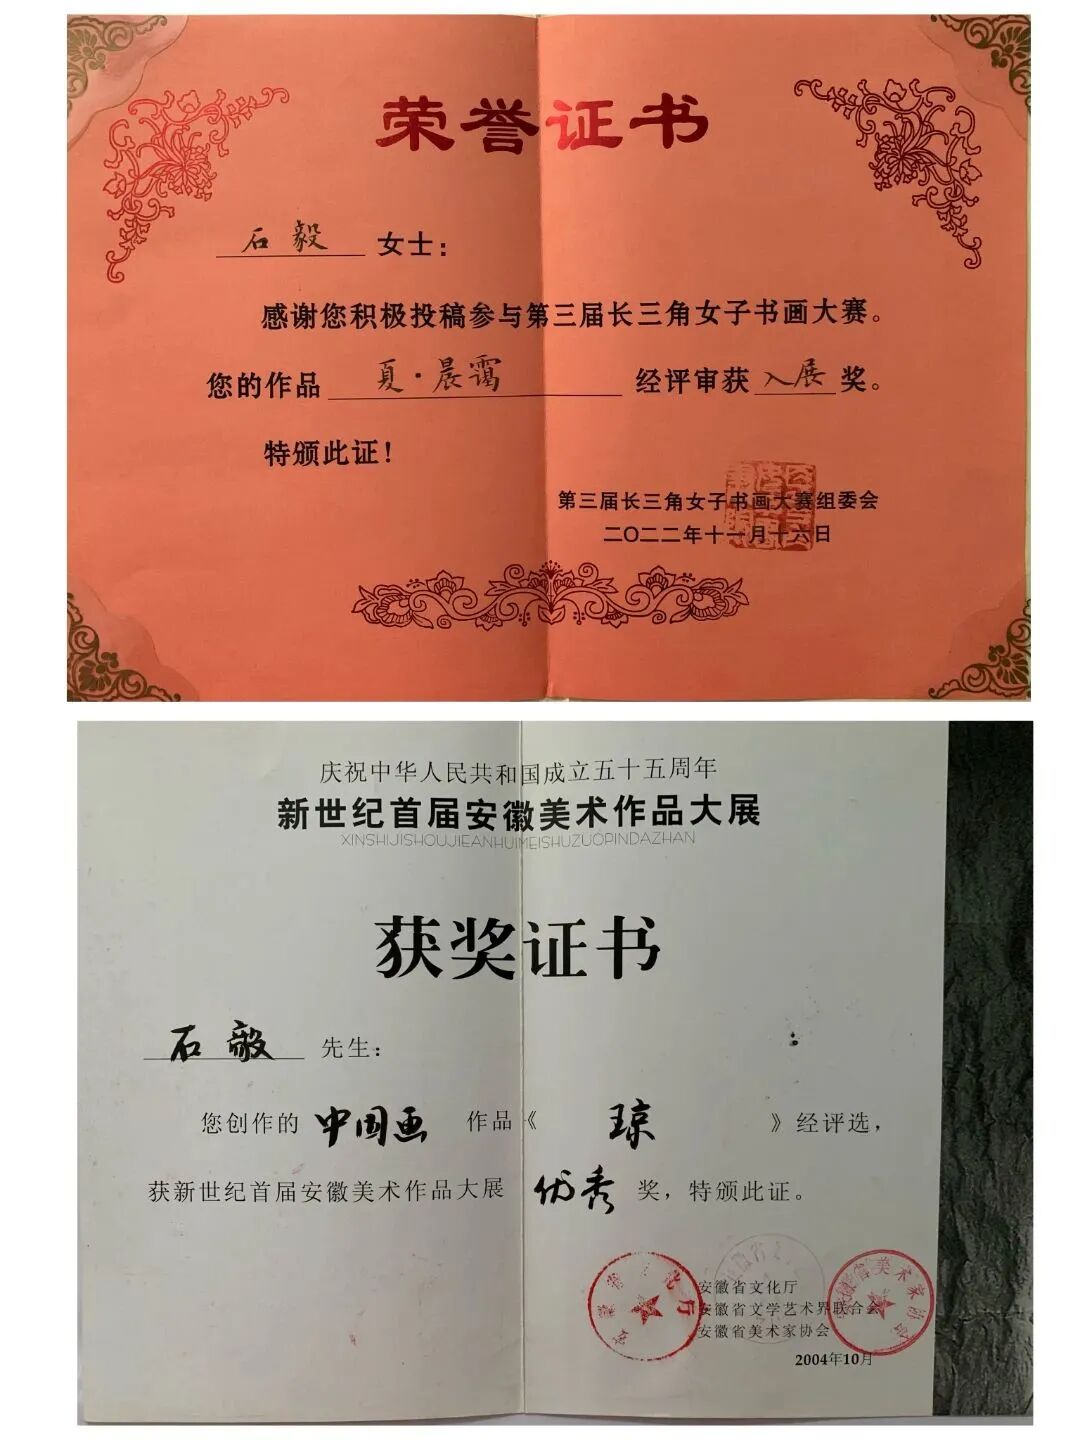 荣誉证书
石毅 女士：
感谢您积极投稿参与第三届长三角女子书画大赛。
您的作品 夏·晨霭 经评审获 入展 奖。
特颁此证！
第三届长三角女子书画大赛组委会
二〇二二年十一月十六日
庆祝中华人民共和国成立五十五周年
新世纪首届安徽美术作品大展
XINSHIJISHOUJIEANHUIMEISHUZUOPINDAZHAN
获奖证书
石毅 先生：
您创作的 中国画 作品《 琼 》经评选，
获新世纪首届安徽美术作品大展 优秀 奖，特颁此证。
安徽省文化厅
安徽省文学艺术界联合会
安徽省美术家协会
2004年10月